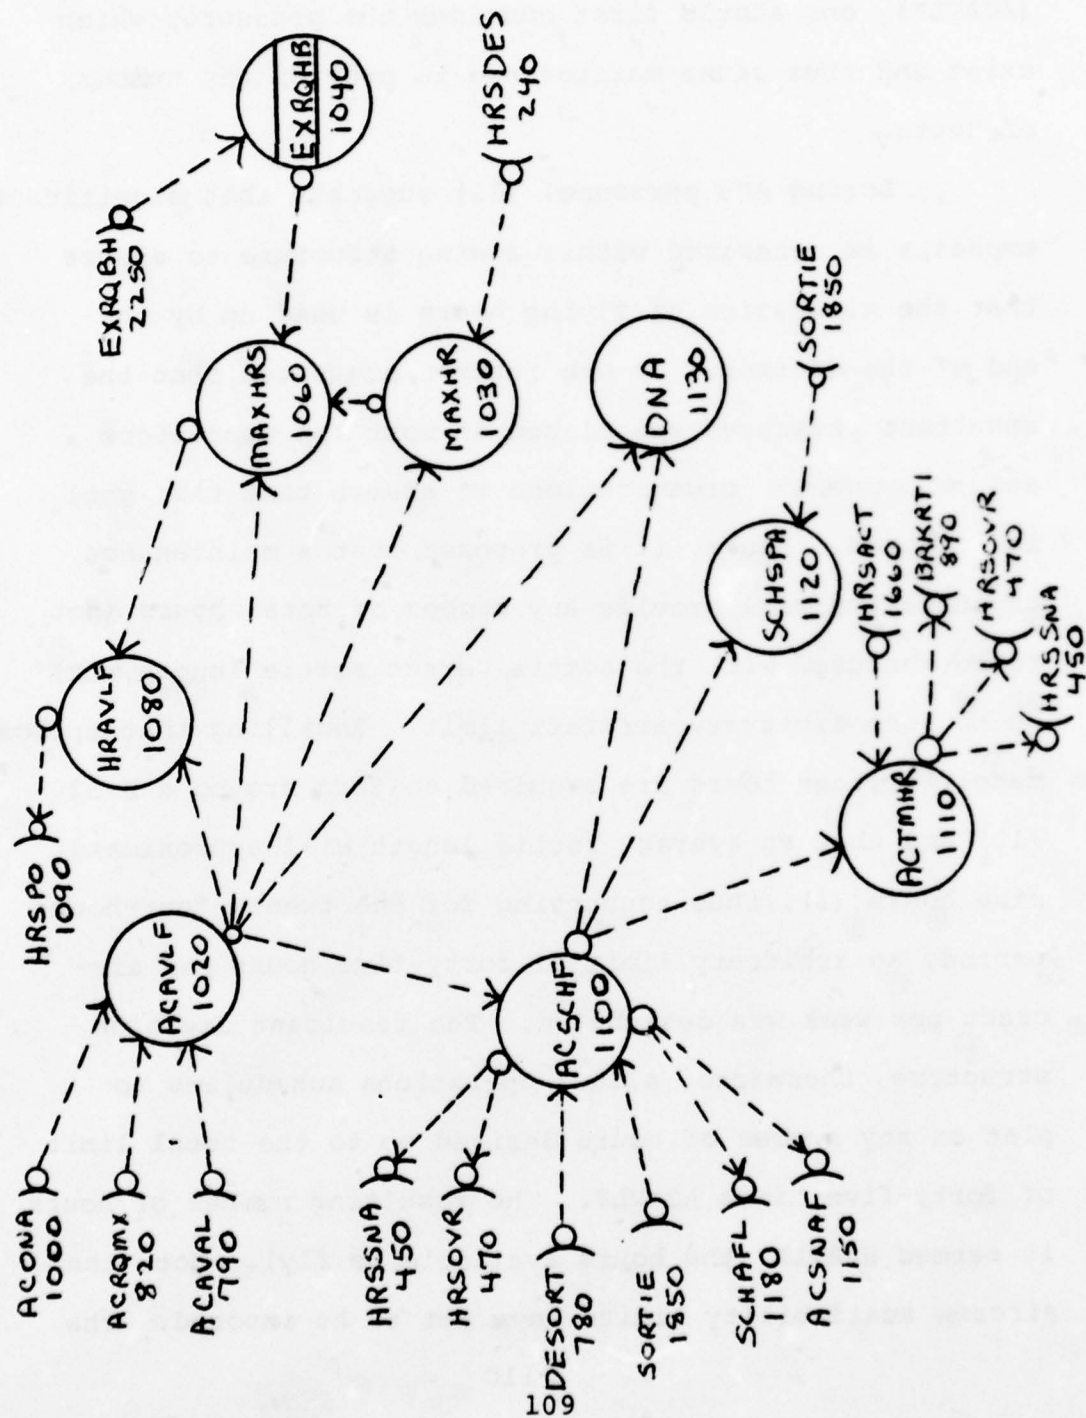 ACONA
1000
HRSPO
1090
ACRQMX
820
ACAVAL
790
EXRQBH
2250
HRAVLF
1080
ACAVLF
1020
MAXHRS
1060
EXRQHB
1040
HRSSNA
450
HRSOVR
470
MAXHR
1030
HRSDES
240
ACSCHF
1100
DESORT
780
DNA
1130
SORTIE
1850
SCHSPA
1120
SORTIE
1850
SCHAFL
1180
ACSNAF
1150
ACTMHR
1110
HRSACT
1660
BRKRTI
890
HRSOVR
470
HRSSNA
450
109